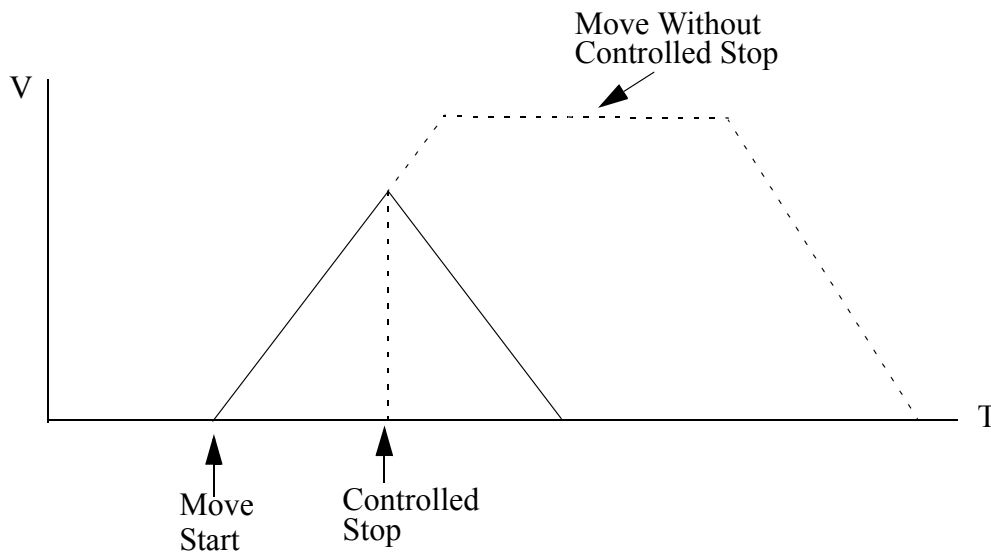 Move Without
Controlled Stop
V
T
Move
Start
Controlled
Stop